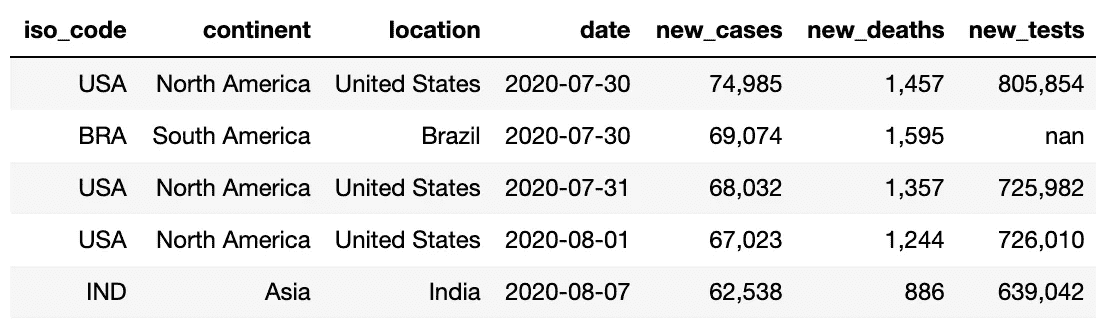 iso_code continent location date new_cases new_deaths new_tests
USA North America United States 2020-07-30 74,985 1,457 805,854
BRA South America Brazil 2020-07-30 69,074 1,595 nan
USA North America United States 2020-07-31 68,032 1,357 725,982
USA North America United States 2020-08-01 67,023 1,244 726,010
IND Asia India 2020-08-07 62,538 886 639,042